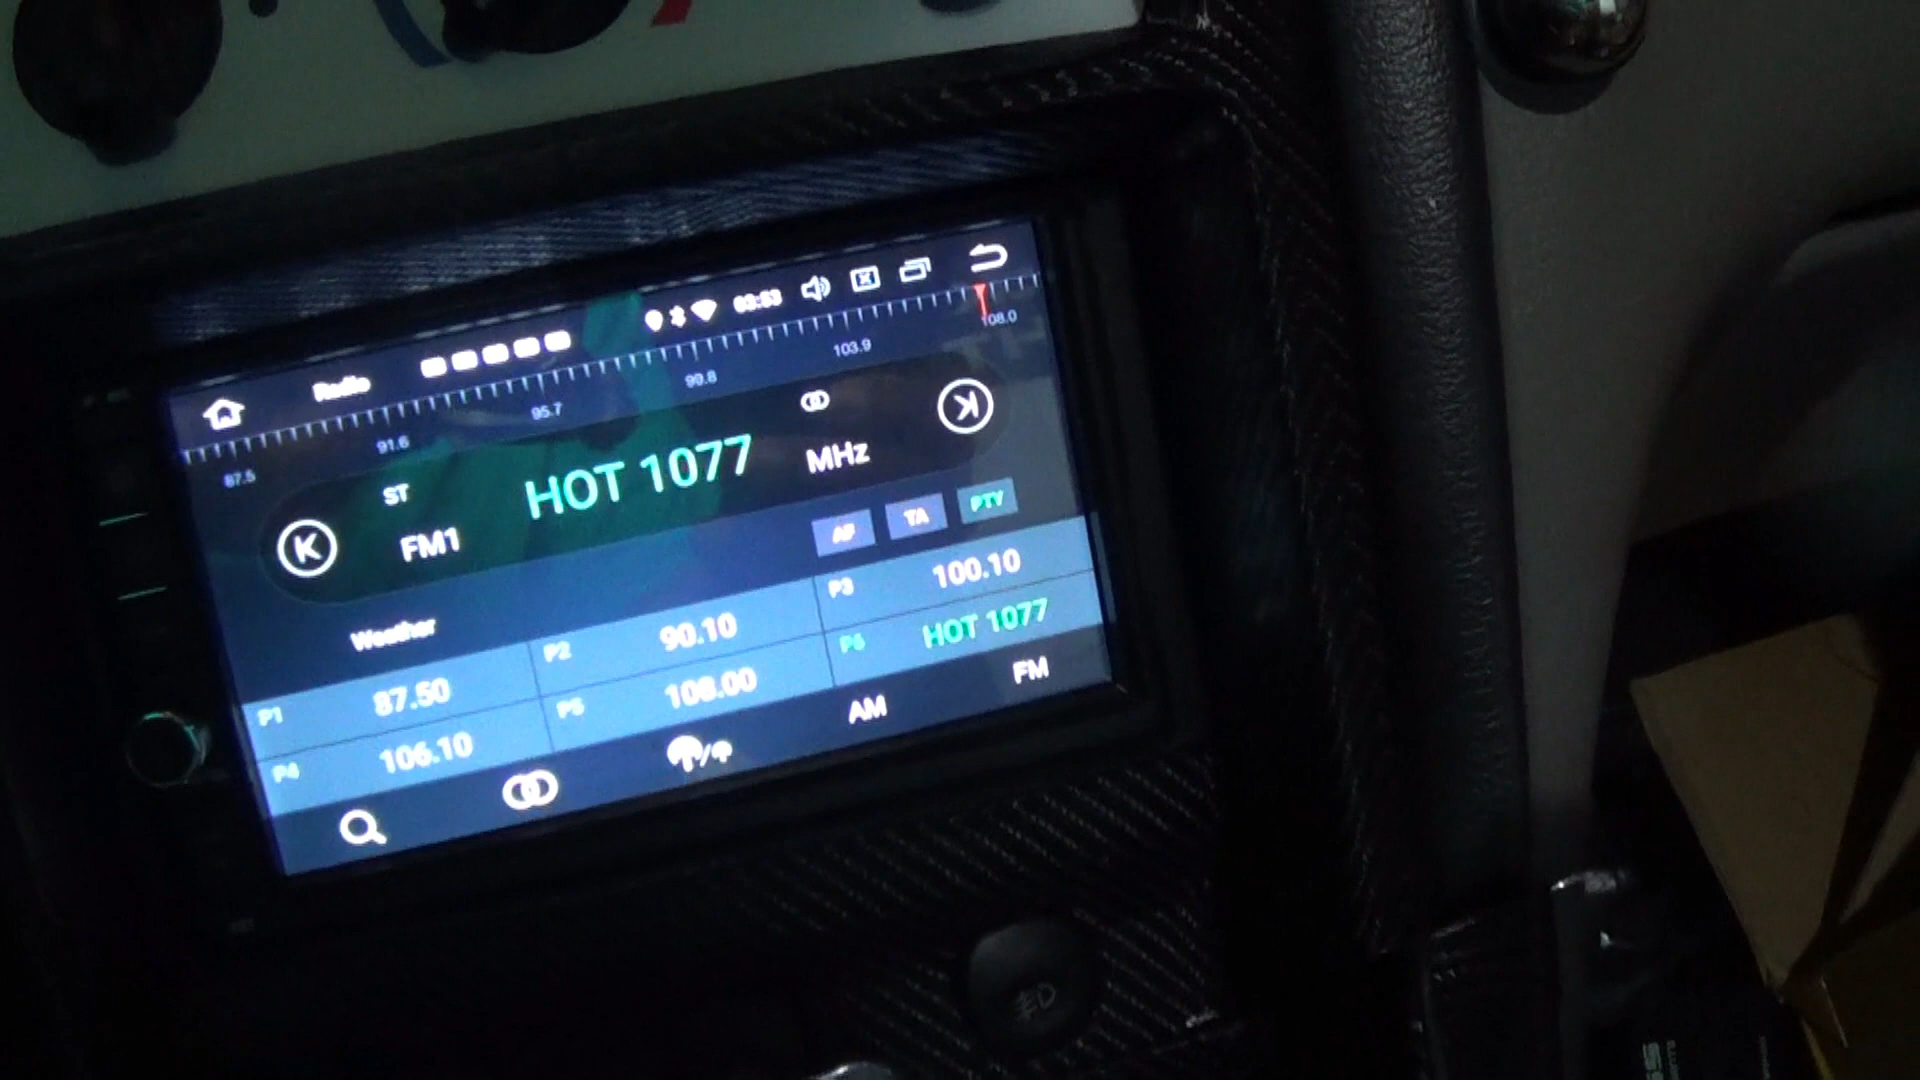 Radio 03:53
87.5 91.6 95.7 99.8 103.9 108.0
ST HOT 1077 MHz
FM1
AF TA PTY
Weather
P1 87.50 P2 90.10 P3 100.10
P4 106.10 P5 108.00 P6 HOT 1077
AM FM